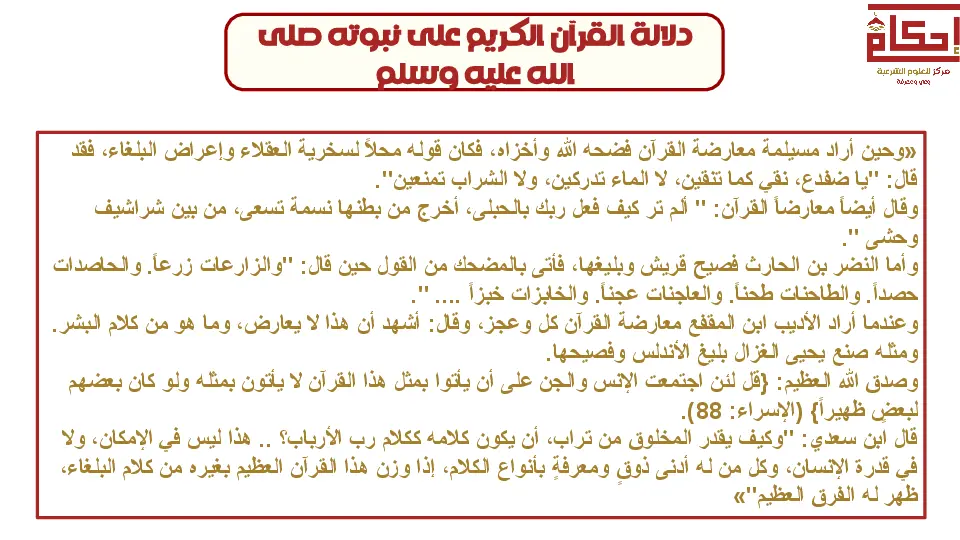 دلالة القرآن الكريم على نبوته صلى
الله عليه وسلم
إحكام
مركز للعلوم الشرعية
وعي ومعرفة
«وحين أراد مسيلمة معارضة القرآن فضحه الله وأخزاه، فكان قوله محلاً لسخرية العقلاء وإعراض البلغاء، فقد
قال: "يا ضفدع، نقي كما تنقين، لا الماء تدركين، ولا الشراب تمنعين".
وقال أيضاً معارضاً القرآن: " ألم تر كيف فعل ربك بالحبلى، أخرج من بطنها نسمة تسعى، من بين شراشيف
وحشى ".
وأما النضر بن الحارث فصيح قريش وبليغها، فأتى بالمضحك من القول حين قال: "والزارعات زرعاً. والحاصدات
حصداً. والطاحنات طحناً. والعاجنات عجناً. والخابزات خبزاً .... ".
وعندما أراد الأديب ابن المقفع معارضة القرآن كل وعجز، وقال: أشهد أن هذا لا يعارض، وما هو من كلام البشر.
ومثله صنع يحيى الغزال بليغ الأندلس وفصيحها.
وصدق الله العظيم: {قل لئن اجتمعت الإنس والجن على أن يأتوا بمثل هذا القرآن لا يأتون بمثله ولو كان بعضهم
لبعضٍ ظهيراً} (الإسراء: 88).
قال ابن سعدي: "وكيف يقدر المخلوق من تراب، أن يكون كلامه ككلام رب الأرباب؟ .. هذا ليس في الإمكان، ولا
في قدرة الإنسان، وكل من له أدنى ذوقٍ ومعرفةٍ بأنواع الكلام، إذا وزن هذا القرآن العظيم بغيره من كلام البلغاء،
ظهر له الفرق العظيم"»